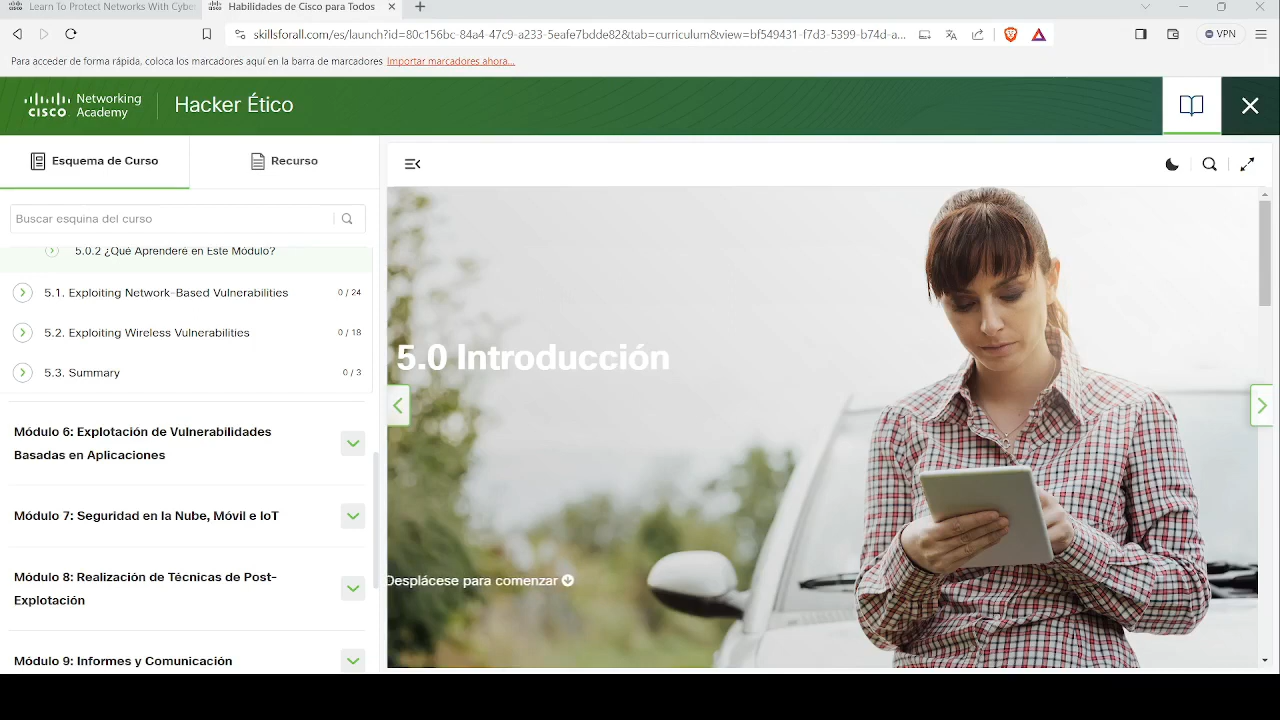 Learn To Protect Networks With Cybe
Habilidades de Cisco para Todos
skillsforall.com/es/launch?id=80c156bc-84a4-47c9-a233-5eafe7bdde82&tab=curriculum&view=bf549431-f7d3-5399-b74d-a...
VPN
Para acceder de forma rápida, coloca los marcadores aquí en la barra de marcadores Importar marcadores ahora...
CISCO Networking Academy
Hacker Ético
Esquema de Curso
Recurso
Buscar esquina del curso
5.0.2 ¿Qué Aprenderé en Este Módulo?
5.1. Exploiting Network-Based Vulnerabilities 0 / 24
5.2. Exploiting Wireless Vulnerabilities 0 / 18
5.3. Summary 0 / 3
Módulo 6: Explotación de Vulnerabilidades
Basadas en Aplicaciones
Módulo 7: Seguridad en la Nube, Móvil e IoT
Módulo 8: Realización de Técnicas de Post-
Explotación
Módulo 9: Informes y Comunicación
5.0 Introducción
Desplácese para comenzar